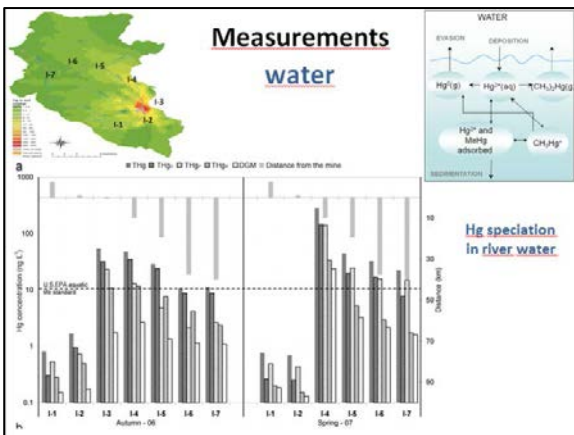 Measurements
water
I-6
I-5
I-7
I-4
I-3
I-2
I-1
a
WATER
EVASION
DEPOSITION
Hg⁰(g)
Hg²⁺(aq)
(CH₃)₂Hg(g)
Hg²⁺ and
MeHg
adsorbed
CH₃Hg⁺
SEDIMENTATION
DGM
Distance from the mine
1000
100
10
1
0.1
Hg concentration (ng L⁻¹)
U.S.EPA aquatic
life standard
10
30
50
70
90
Distance (km)
I-1 I-2 I-3 I-4 I-5 I-6 I-7
I-1 I-2 I-4 I-5 I-6 I-7
Autumn - 06
Spring - 07
b
Hg speciation
in river water